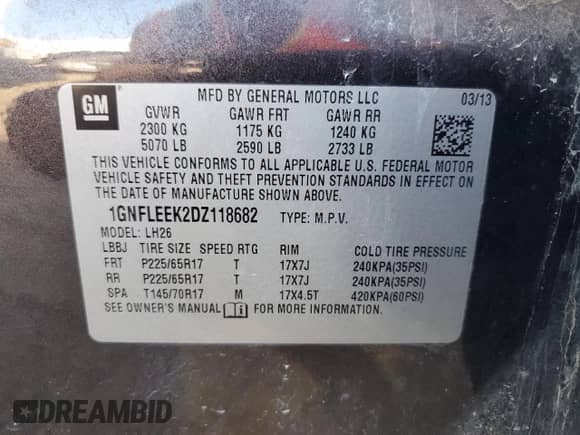 GM
MFD BY GENERAL MOTORS LLC 03/13
GVWR GAWR FRT GAWR RR
2300 KG 1175 KG 1240 KG
5070 LB 2590 LB 2733 LB
THIS VEHICLE CONFORMS TO ALL APPLICABLE U.S. FEDERAL MOTOR
VEHICLE SAFETY AND THEFT PREVENTION STANDARDS IN EFFECT ON
THE DATE OF MANUFACTURE SHOWN ABOVE.
1GNFLEEK2DZ118682 TYPE: M.P.V.
MODEL: LH26
LBBJ TIRE SIZE SPEED RTG RIM COLD TIRE PRESSURE
FRT P225/65R17 T 17X7J 240KPA(35PSI)
RR P225/65R17 T 17X7J 240KPA(35PSI)
SPA T145/70R17 M 17X4.5T 420KPA(60PSI)
SEE OWNER'S MANUAL FOR MORE INFORMATION.
DREAMBID